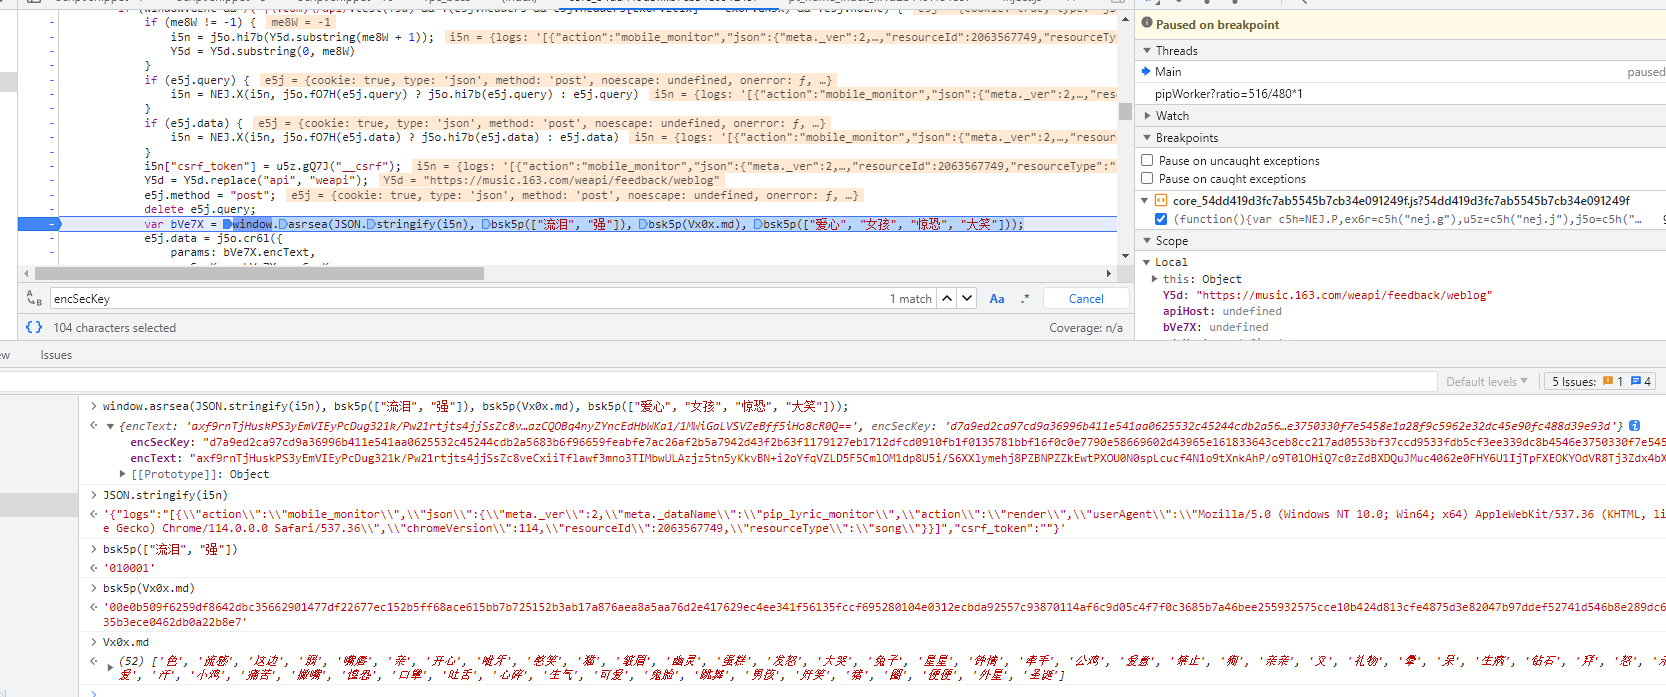 if (me8W != -1) { me8W = -1
i5n = j5o.hi7b(Y5d.substring(me8W + 1)); i5n = {logs: '[{"action":"mobile_monitor","json":{"meta._ver":2,…,"resourceId":2063567749,"resourceTyp
Y5d = Y5d.substring(0, me8W)
}
if (e5j.query) { e5j = {cookie: true, type: 'json', method: 'post', noescape: undefined, onerror: ƒ, …}
i5n = NEJ.X(i5n, j5o.fO7H(e5j.query) ? j5o.hi7b(e5j.query) : e5j.query) i5n = {logs: '[{"action":"mobile_monitor","json":{"meta._ver":2,…,"res
}
if (e5j.data) { e5j = {cookie: true, type: 'json', method: 'post', noescape: undefined, onerror: ƒ, …}
i5n = NEJ.X(i5n, j5o.fO7H(e5j.data) ? j5o.hi7b(e5j.data) : e5j.data) i5n = {logs: '[{"action":"mobile_monitor","json":{"meta._ver":2,…,"resour
}
i5n["csrf_token"] = u5z.gQ7J("__csrf"); i5n = {logs: '[{"action":"mobile_monitor","json":{"meta._ver":2,…,"resourceId":2063567749,"resourceType":"
Y5d = Y5d.replace("api", "weapi"); Y5d = "https://music.163.com/weapi/feedback/weblog"
e5j.method = "post"; e5j = {cookie: true, type: 'json', method: 'post', noescape: undefined, onerror: ƒ, …}
delete e5j.query;
var bVe7X = window.asrsea(JSON.stringify(i5n), bsk5p(["流泪", "强"]), bsk5p(Vx0x.md), bsk5p(["爱心", "女孩", "惊恐", "大笑"]));
e5j.data = j5o.cr6l({
params: bVe7X.encText,
encSecKey
1 match
Aa
.*
Cancel
{} 104 characters selected
Coverage: n/a
Paused on breakpoint
Threads
Main
paused
pipWorker?ratio=516/480*1
Watch
Breakpoints
Pause on uncaught exceptions
Pause on caught exceptions
core_54dd419d3fc7ab5545b7cb34e091249f.js?54dd419d3fc7ab5545b7cb34e091249f
(function(){var c5h=NEJ.P,ex6r=c5h("nej.g"),u5z=c5h("nej.j"),j5o=c5h("…
Scope
Local
this: Object
Y5d: "https://music.163.com/weapi/feedback/weblog"
apiHost: undefined
bVe7X: undefined
ew
Issues
Default levels
5 Issues: 1 4
window.asrsea(JSON.stringify(i5n), bsk5p(["流泪", "强"]), bsk5p(Vx0x.md), bsk5p(["爱心", "女孩", "惊恐", "大笑"]));
{encText: 'axf9rnTjHuskPS3yEmVIEyPcDug321k/Pw21rtjts4jjSsZc8v…azCQOBq4nyZYncEdHbWKa1/1MWiGaLVSVZeBff5iHo8cR0Q==', encSecKey: 'd7a9ed2ca97cd9a36996b411e541aa0625532c45244cdb2a56…e3750330f7e5458e1a28f9c5962e32dc45e90fc488d39e93d'}
encSecKey: "d7a9ed2ca97cd9a36996b411e541aa0625532c45244cdb2a5683b6f96659feafbe7ac26af2b5a7942d43f2b63f1179127eb1712dfcd0910fb1f0135781bbf16f0c0e7790e58669602d43965e161833643ceb8cc217ad0553bf37ccd9533fdb5cf3ee339dc8b4546e3750330f7e545
encText: "axf9rnTjHuskPS3yEmVIEyPcDug321k/Pw21rtjts4jjSsZc8veCxiiTflawf3mno3TIMbwULAzjz5tn5yKkvBN+i2oYfqVZLD5F5CmlOM1dp8U5i/S6XXlymehj8PZBNPZZkEwtPXOU0N0spLcucf4N1o9tXnkAhP/o9T0lOHiQ7c0zZdBXDQuJMuc4062e0FHY6U1IjTpFXEOKYOdVR8Tj3Zdx4bX
[[Prototype]]: Object
JSON.stringify(i5n)
'{"logs":"[{\\"action\\":\\"mobile_monitor\\",\\"json\\":{\\"meta._ver\\":2,\\"meta._dataName\\":\\"pip_lyric_monitor\\",\\"action\\":\\"render\\",\\"userAgent\\":\\"Mozilla/5.0 (Windows NT 10.0; Win64; x64) AppleWebKit/537.36 (KHTML, li
e Gecko) Chrome/114.0.0.0 Safari/537.36\\",\\"chromeVersion\\":114,\\"resourceId\\":2063567749,\\"resourceType\\":\\"song\\"}}]","csrf_token":""}'
bsk5p(["流泪", "强"])
'010001'
bsk5p(Vx0x.md)
'00e0b509f6259df8642dbc35662901477df22677ec152b5ff68ace615bb7b725152b3ab17a876aea8a5aa76d2e417629ec4ee341f56135fccf695280104e0312ecbda92557c93870114af6c9d05c4f7f0c3685b7a46bee255932575cce10b424d813cfe4875d3e82047b97ddef52741d546b8e289dc6
35b3ece0462db0a22b8e7'
Vx0x.md
(52) ['色', '流感', '这边', '弱', '嘴唇', '亲', '开心', '呲牙', '憨笑', '猫', '皱眉', '幽灵', '蛋糕', '发怒', '大哭', '兔子', '星星', '钟情', '牵手', '公鸡', '爱意', '禁止', '狗', '亲亲', '叉', '礼物', '晕', '呆', '生病', '钻石', '拜', '怒',
爱', '汗', '小鸡', '痛苦', '撇嘴', '惶恐', '口罩', '吐舌', '心碎', '生气', '可爱', '鬼脸', '跳舞', '男孩', '奸笑', '猪', '圈', '便便', '外星', '圣诞']